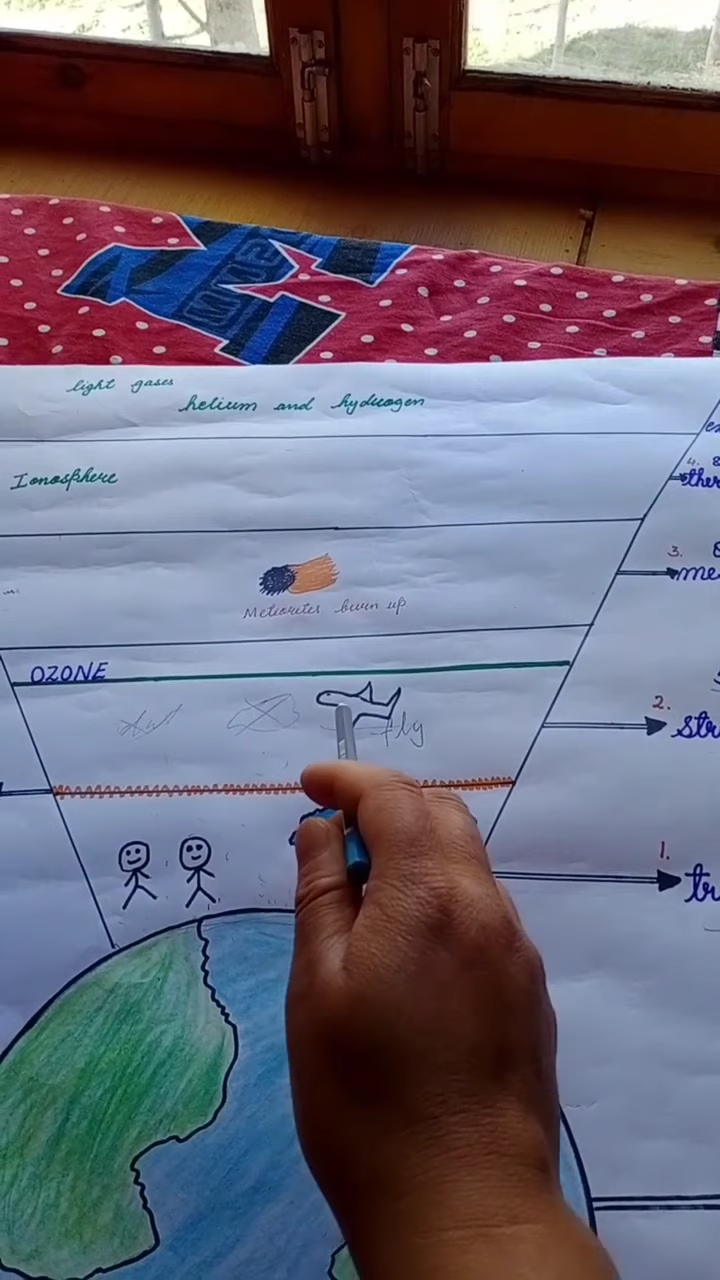 light gases
helium and hydrogen
Ionosphere
4.
ther
3.
me
Meteorites burn up
OZONE
2.
str
fly
1.
tr